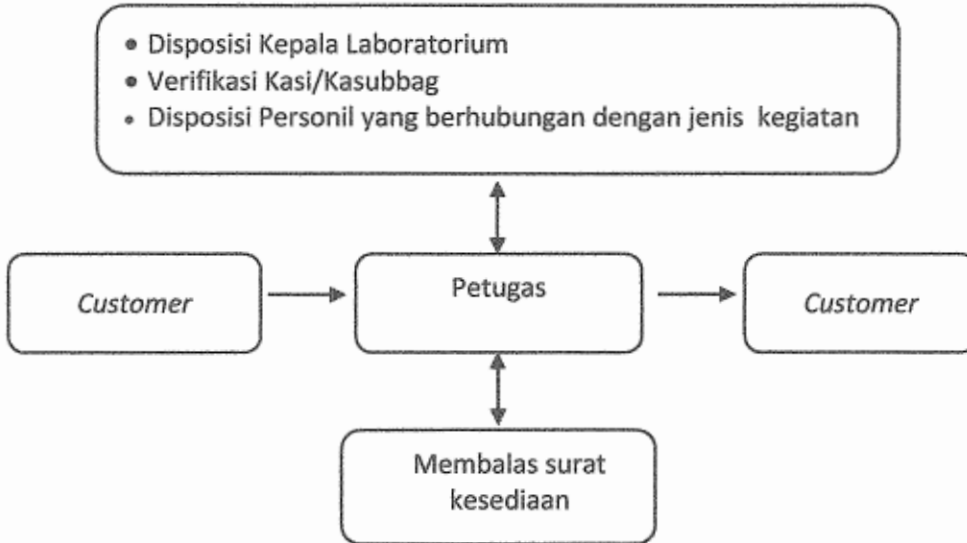 • Disposisi Kepala Laboratorium
• Verifikasi Kasi/Kasubbag
• Disposisi Personil yang berhubungan dengan jenis kegiatan
Customer
Petugas
Customer
Membalas surat
kesediaan